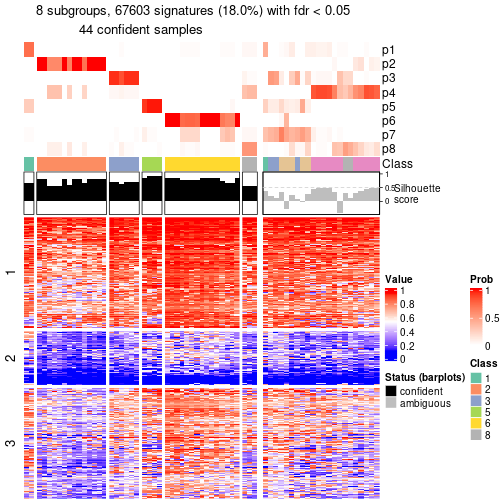 8 subgroups, 67603 signatures (18.0%) with fdr < 0.05
44 confident samples
p1
p2
p3
p4
p5
p6
p7
p8
Class
1
0.5
0
Silhouette
score
1
2
3
Value
1
0.8
0.6
0.4
0.2
0
Status (barplots)
confident
ambiguous
Prob
1
0.5
0
Class
1
2
3
5
6
8